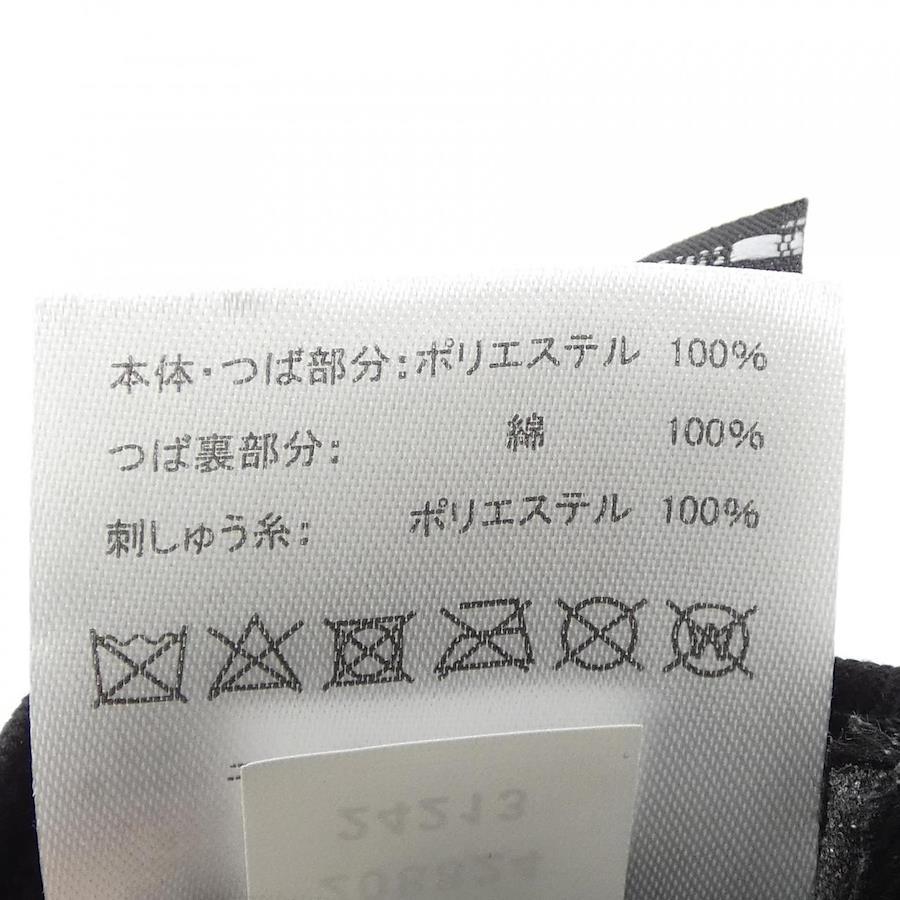 本体・つば部分:ポリエステル 100%
つば裏部分: 綿 100%
刺しゅう糸: ポリエステル 100%
W
24213